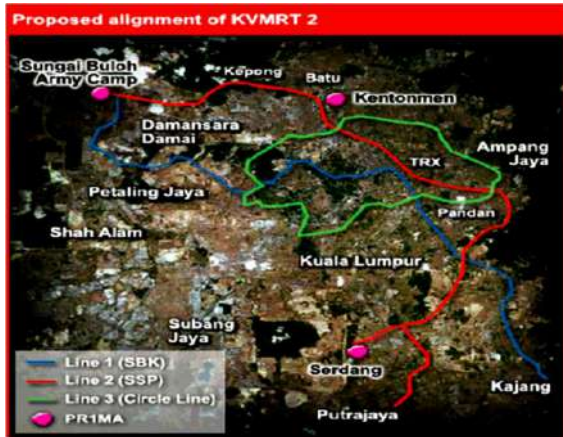 Proposed alignment of KVMRT 2
Sungai Buloh
Army Camp
Kepong
Batu
Kentonmen
Damansara
Damai
Ampang
Jaya
TRX
Petaling Jaya
Pandan
Shah Alam
Kuala Lumpur
Subang
Jaya
Serdang
Kajang
Putrajaya
Line 1 (SBK)
Line 2 (SSP)
Line 3 (Circle Line)
PR1MA